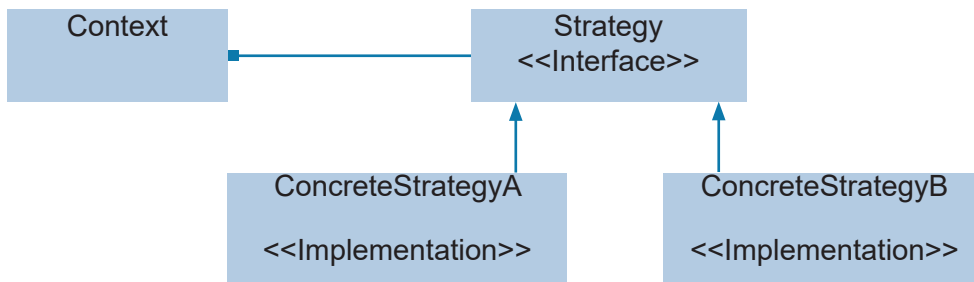 Context
Strategy
<<Interface>>
ConcreteStrategyA
<<Implementation>>
ConcreteStrategyB
<<Implementation>>